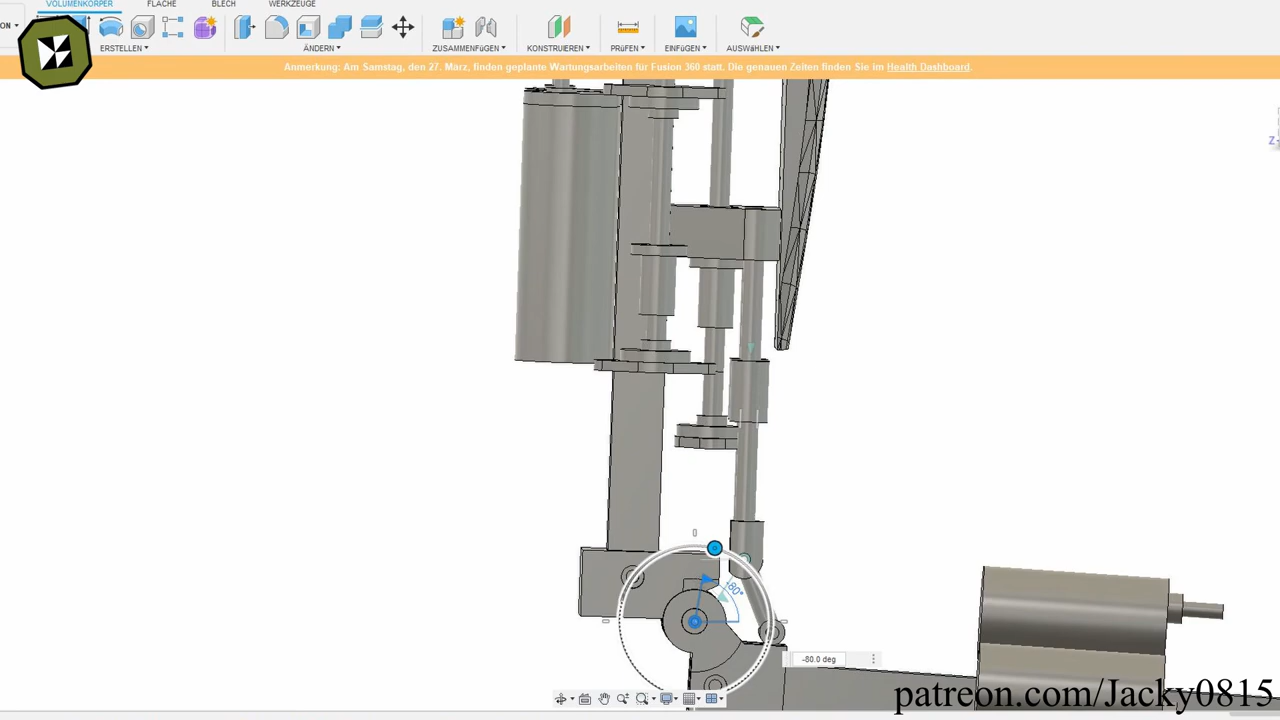 VOLUMENKÖRPER FLÄCHE BLECH WERKZEUGE
ON
ERSTELLEN ÄNDERN ZUSAMMENFÜGEN KONSTRUIEREN PRÜFEN EINFÜGEN AUSWÄHLEN
Anmerkung: Am Samstag, den 27. März, finden geplante Wartungsarbeiten für Fusion 360 statt. Die genauen Zeiten finden Sie im Health Dashboard.
Z
-80°
-80.0 deg
patreon.com/Jacky0815